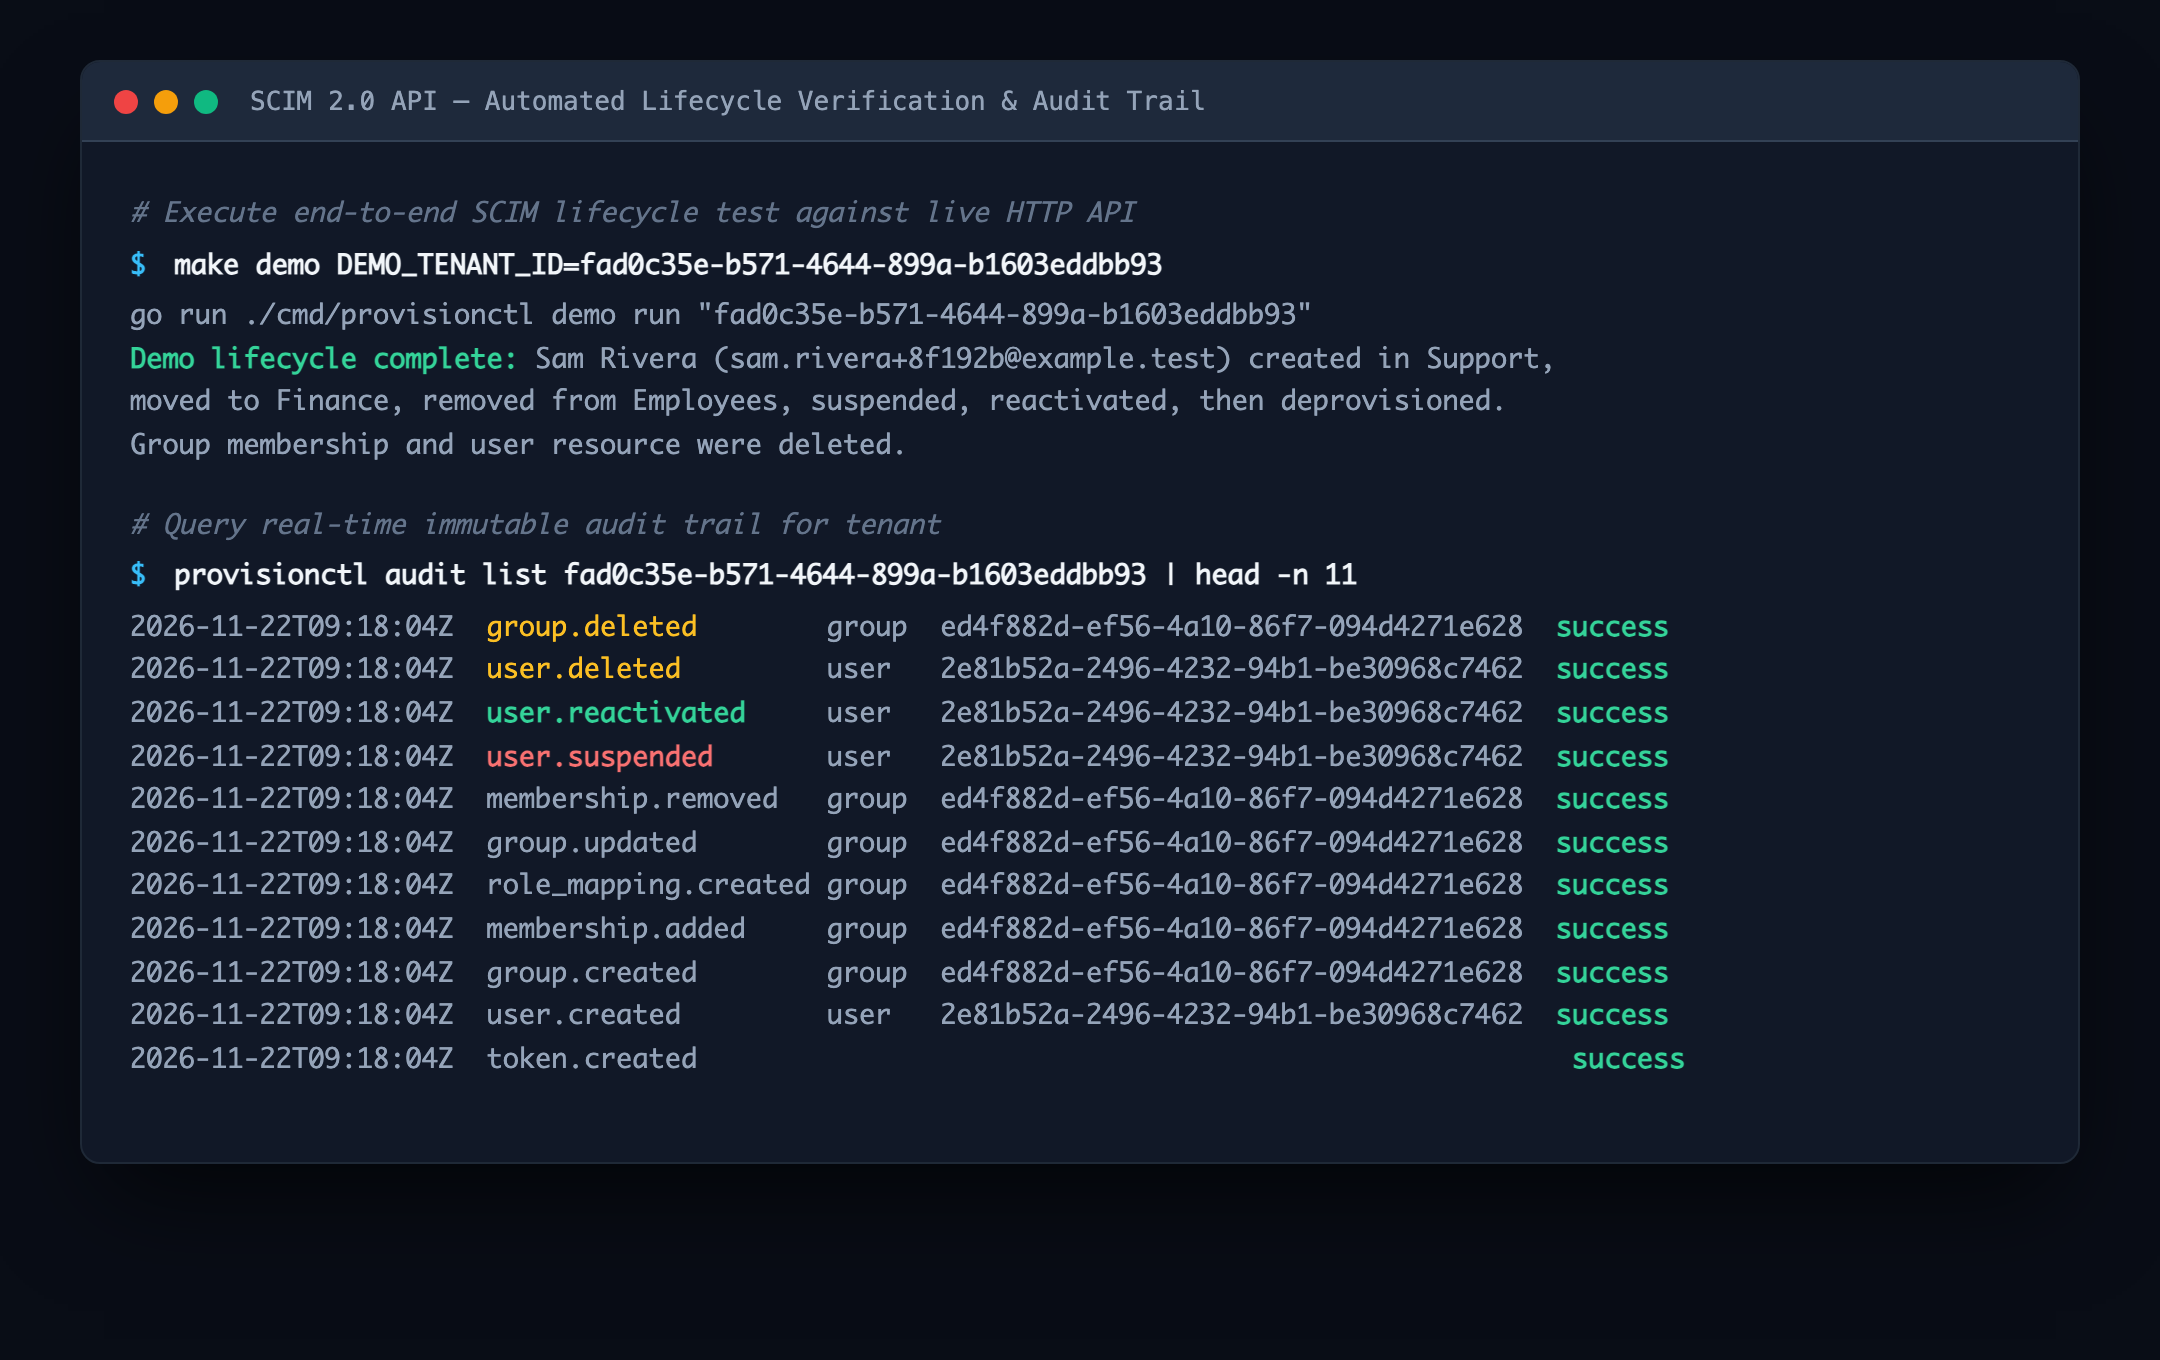 SCIM 2.0 API — Automated Lifecycle Verification & Audit Trail
# Execute end-to-end SCIM lifecycle test against live HTTP API
$ make demo DEMO_TENANT_ID=fad0c35e-b571-4644-899a-b1603eddbb93
go run ./cmd/provisionctl demo run "fad0c35e-b571-4644-899a-b1603eddbb93"
Demo lifecycle complete: Sam Rivera (sam.rivera+8f192b@example.test) created in Support,
moved to Finance, removed from Employees, suspended, reactivated, then deprovisioned.
Group membership and user resource were deleted.
# Query real-time immutable audit trail for tenant
$ provisionctl audit list fad0c35e-b571-4644-899a-b1603eddbb93 | head -n 11
2026-11-22T09:18:04Z group.deleted group ed4f882d-ef56-4a10-86f7-094d4271e628 success
2026-11-22T09:18:04Z user.deleted user 2e81b52a-2496-4232-94b1-be30968c7462 success
2026-11-22T09:18:04Z user.reactivated user 2e81b52a-2496-4232-94b1-be30968c7462 success
2026-11-22T09:18:04Z user.suspended user 2e81b52a-2496-4232-94b1-be30968c7462 success
2026-11-22T09:18:04Z membership.removed group ed4f882d-ef56-4a10-86f7-094d4271e628 success
2026-11-22T09:18:04Z group.updated group ed4f882d-ef56-4a10-86f7-094d4271e628 success
2026-11-22T09:18:04Z role_mapping.created group ed4f882d-ef56-4a10-86f7-094d4271e628 success
2026-11-22T09:18:04Z membership.added group ed4f882d-ef56-4a10-86f7-094d4271e628 success
2026-11-22T09:18:04Z group.created group ed4f882d-ef56-4a10-86f7-094d4271e628 success
2026-11-22T09:18:04Z user.created user 2e81b52a-2496-4232-94b1-be30968c7462 success
2026-11-22T09:18:04Z token.created success